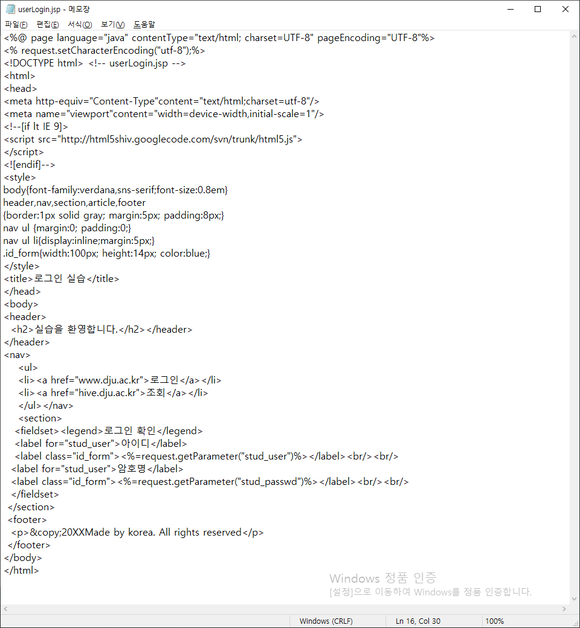 userLogin.jsp - 메모장
파일(F) 편집(E) 서식(O) 보기(V) 도움말
<%@ page language="java" contentType="text/html; charset=UTF-8" pageEncoding="UTF-8"%>
<% request.setCharacterEncoding("utf-8");%>
<!DOCTYPE html> <!-- userLogin.jsp -->
<html>
<head>
<meta http-equiv="Content-Type"content="text/html;charset=utf-8"/>
<meta name="viewport"content="width=device-width,initial-scale=1"/>
<!--[if lt IE 9]>
<script src="http://html5shiv.googlecode.com/svn/trunk/html5.js">
</script>
<![endif]-->
<style>
body{font-family:verdana,sns-serif;font-size:0.8em}
header,nav,section,article,footer
{border:1px solid gray; margin:5px; padding:8px;}
nav ul {margin:0; padding:0;}
nav ul li{display:inline;margin:5px;}
.id_form{width:100px; height:14px; color:blue;}
</style>
<title>로그인 실습</title>
</head>
<body>
<header>
<h2>실습을 환영합니다.</h2></header>
</header>
<nav>
<ul>
<li><a href="www.dju.ac.kr">로그인</a></li>
<li><a href="hive.dju.ac.kr">조회</a></li>
</ul></nav>
<section>
<fieldset><legend>로그인 확인</legend>
<label for="stud_user">아이디</label>
<label class="id_form"><%=request.getParameter("stud_user")%></label><br/><br/>
<label for="stud_user">암호명</label>
<label class="id_form"><%=request.getParameter("stud_passwd")%></label><br/><br/>
</fieldset>
</section>
<footer>
<p>&copy;20XXMade by korea. All rights reserved</p>
</footer>
</body>
</html>
Windows 정품 인증
[설정]으로 이동하여 Windows를 정품 인증합니다.
Windows (CRLF) Ln 16, Col 30 100%